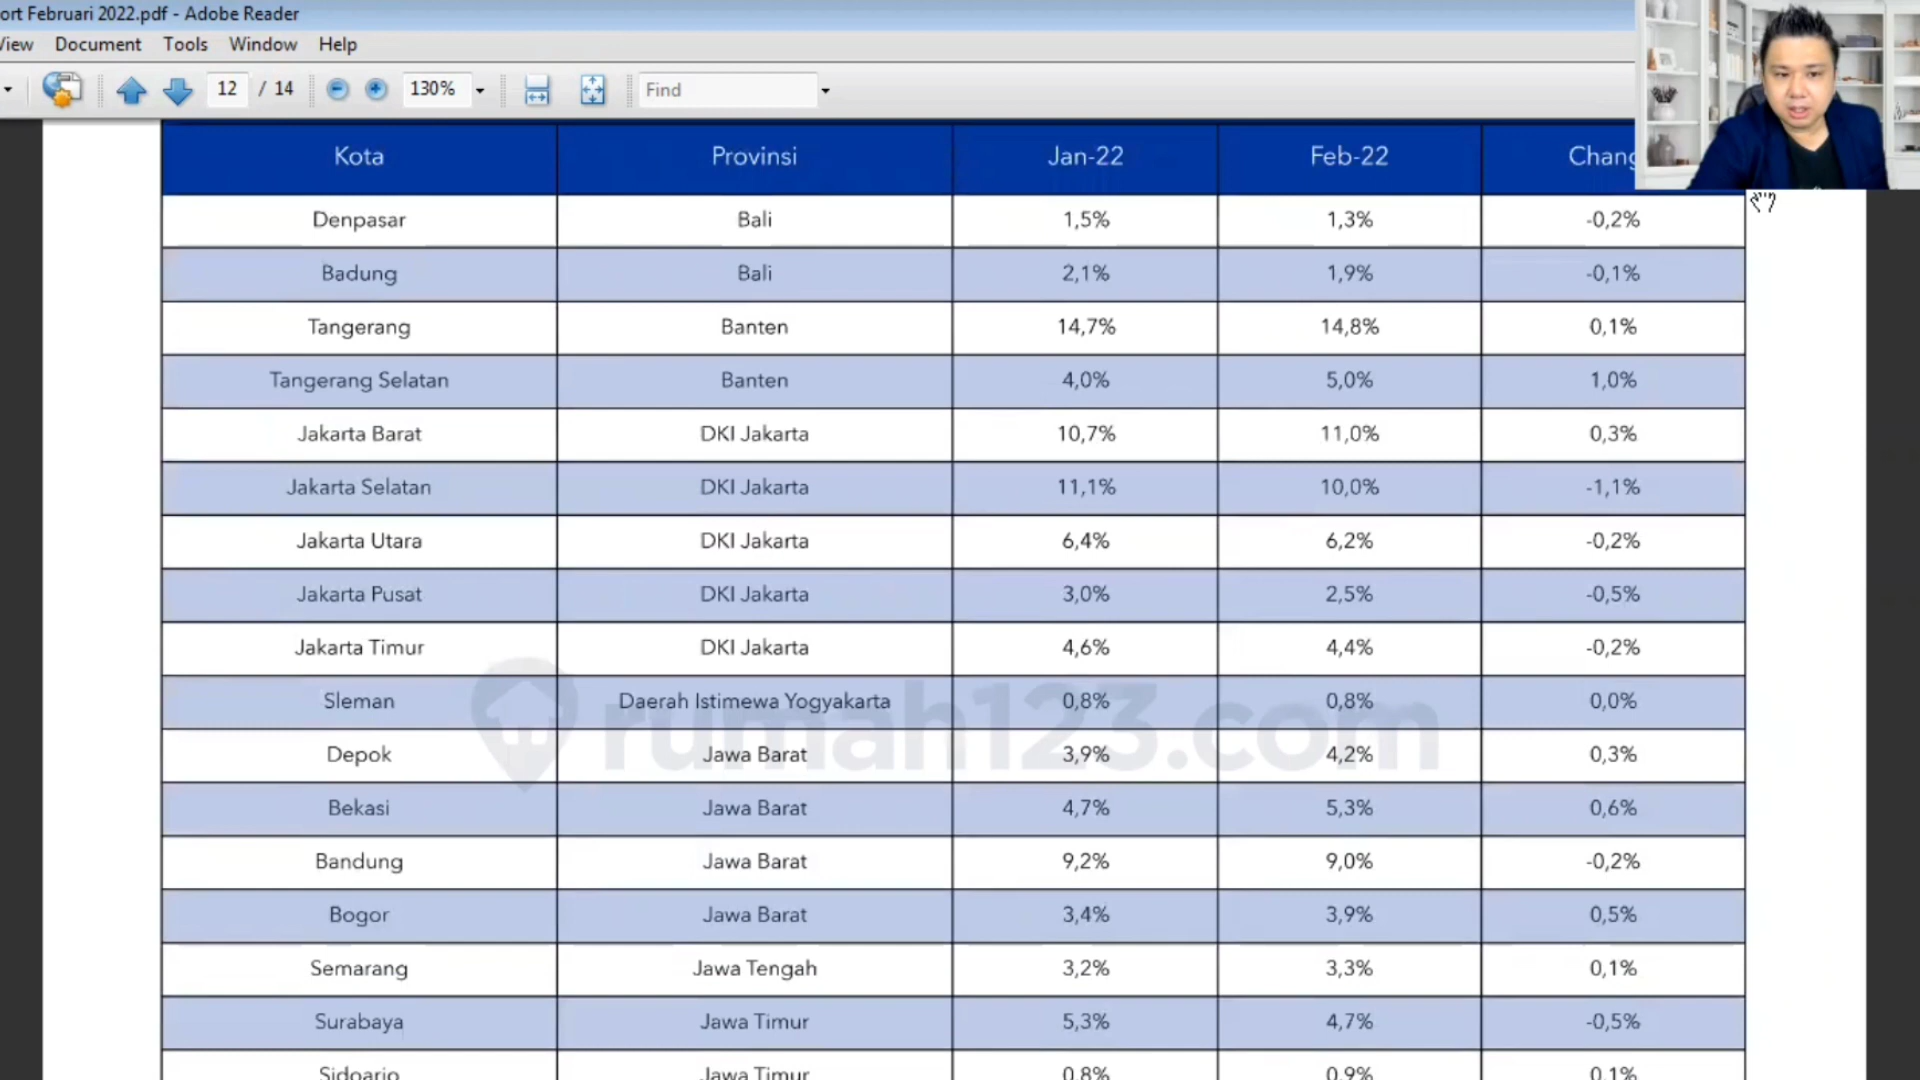 ort Februari 2022.pdf - Adobe Reader
View Document Tools Window Help
12 / 14 130% Find
Kota Provinsi Jan-22 Feb-22 Chang
Denpasar Bali 1,5% 1,3% -0,2%
Badung Bali 2,1% 1,9% -0,1%
Tangerang Banten 14,7% 14,8% 0,1%
Tangerang Selatan Banten 4,0% 5,0% 1,0%
Jakarta Barat DKI Jakarta 10,7% 11,0% 0,3%
Jakarta Selatan DKI Jakarta 11,1% 10,0% -1,1%
Jakarta Utara DKI Jakarta 6,4% 6,2% -0,2%
Jakarta Pusat DKI Jakarta 3,0% 2,5% -0,5%
Jakarta Timur DKI Jakarta 4,6% 4,4% -0,2%
Sleman Daerah Istimewa Yogyakarta 0,8% 0,8% 0,0%
rumah123.com
Depok Jawa Barat 3,9% 4,2% 0,3%
Bekasi Jawa Barat 4,7% 5,3% 0,6%
Bandung Jawa Barat 9,2% 9,0% -0,2%
Bogor Jawa Barat 3,4% 3,9% 0,5%
Semarang Jawa Tengah 3,2% 3,3% 0,1%
Surabaya Jawa Timur 5,3% 4,7% -0,5%
Sidoarjo Jawa Timur 0,8% 0,9% 0,1%